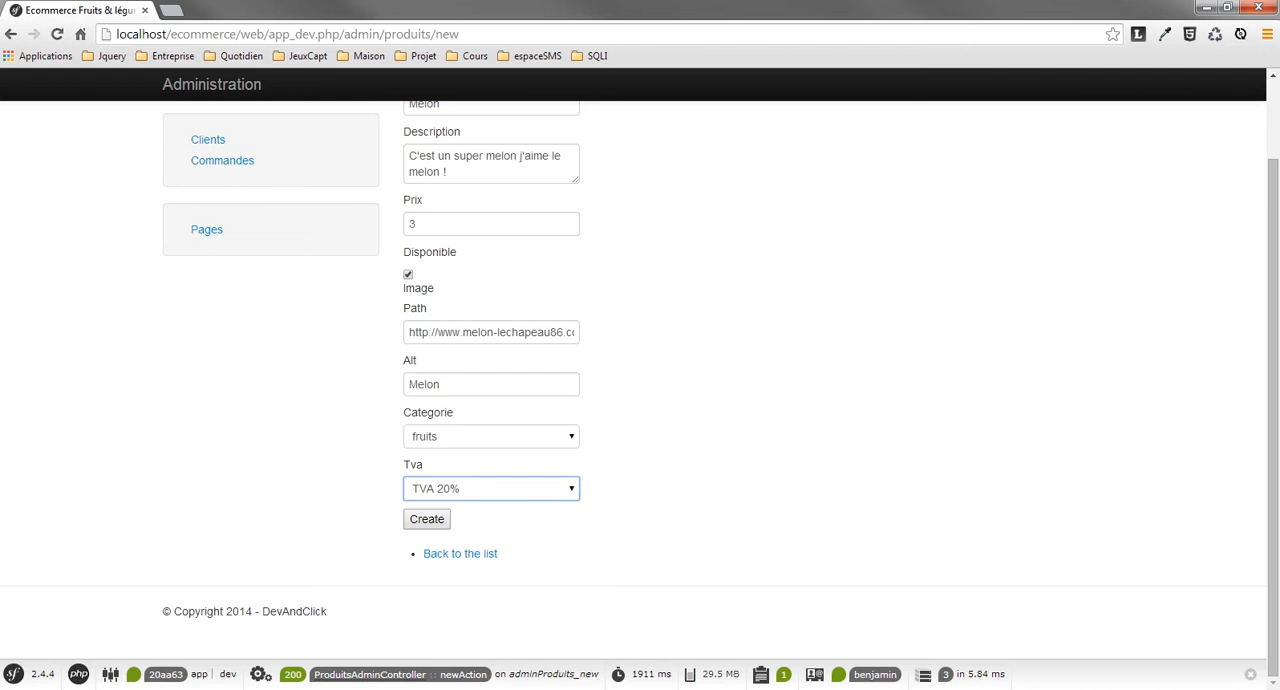 Ecommerce Fruits & légu
localhost/ecommerce/web/app_dev.php/admin/produits/new
Applications Jquery Entreprise Quotidien JeuxCapt Maison Projet Cours espaceSMS SQLI
Administration
Melon
Clients
Commandes
Pages
Description
C'est un super melon j'aime le
melon !
Prix
3
Disponible
Image
Path
http://www.melon-lechapeau86.cc
Alt
Melon
Categorie
fruits
Tva
TVA 20%
Create
Back to the list
© Copyright 2014 - DevAndClick
sf 2.4.4 php 20aa63 app dev 200 ProduitsAdminController :: newAction on adminProduits_new 1911 ms 29.5 MB 1 benjamin 3 in 5.84 ms